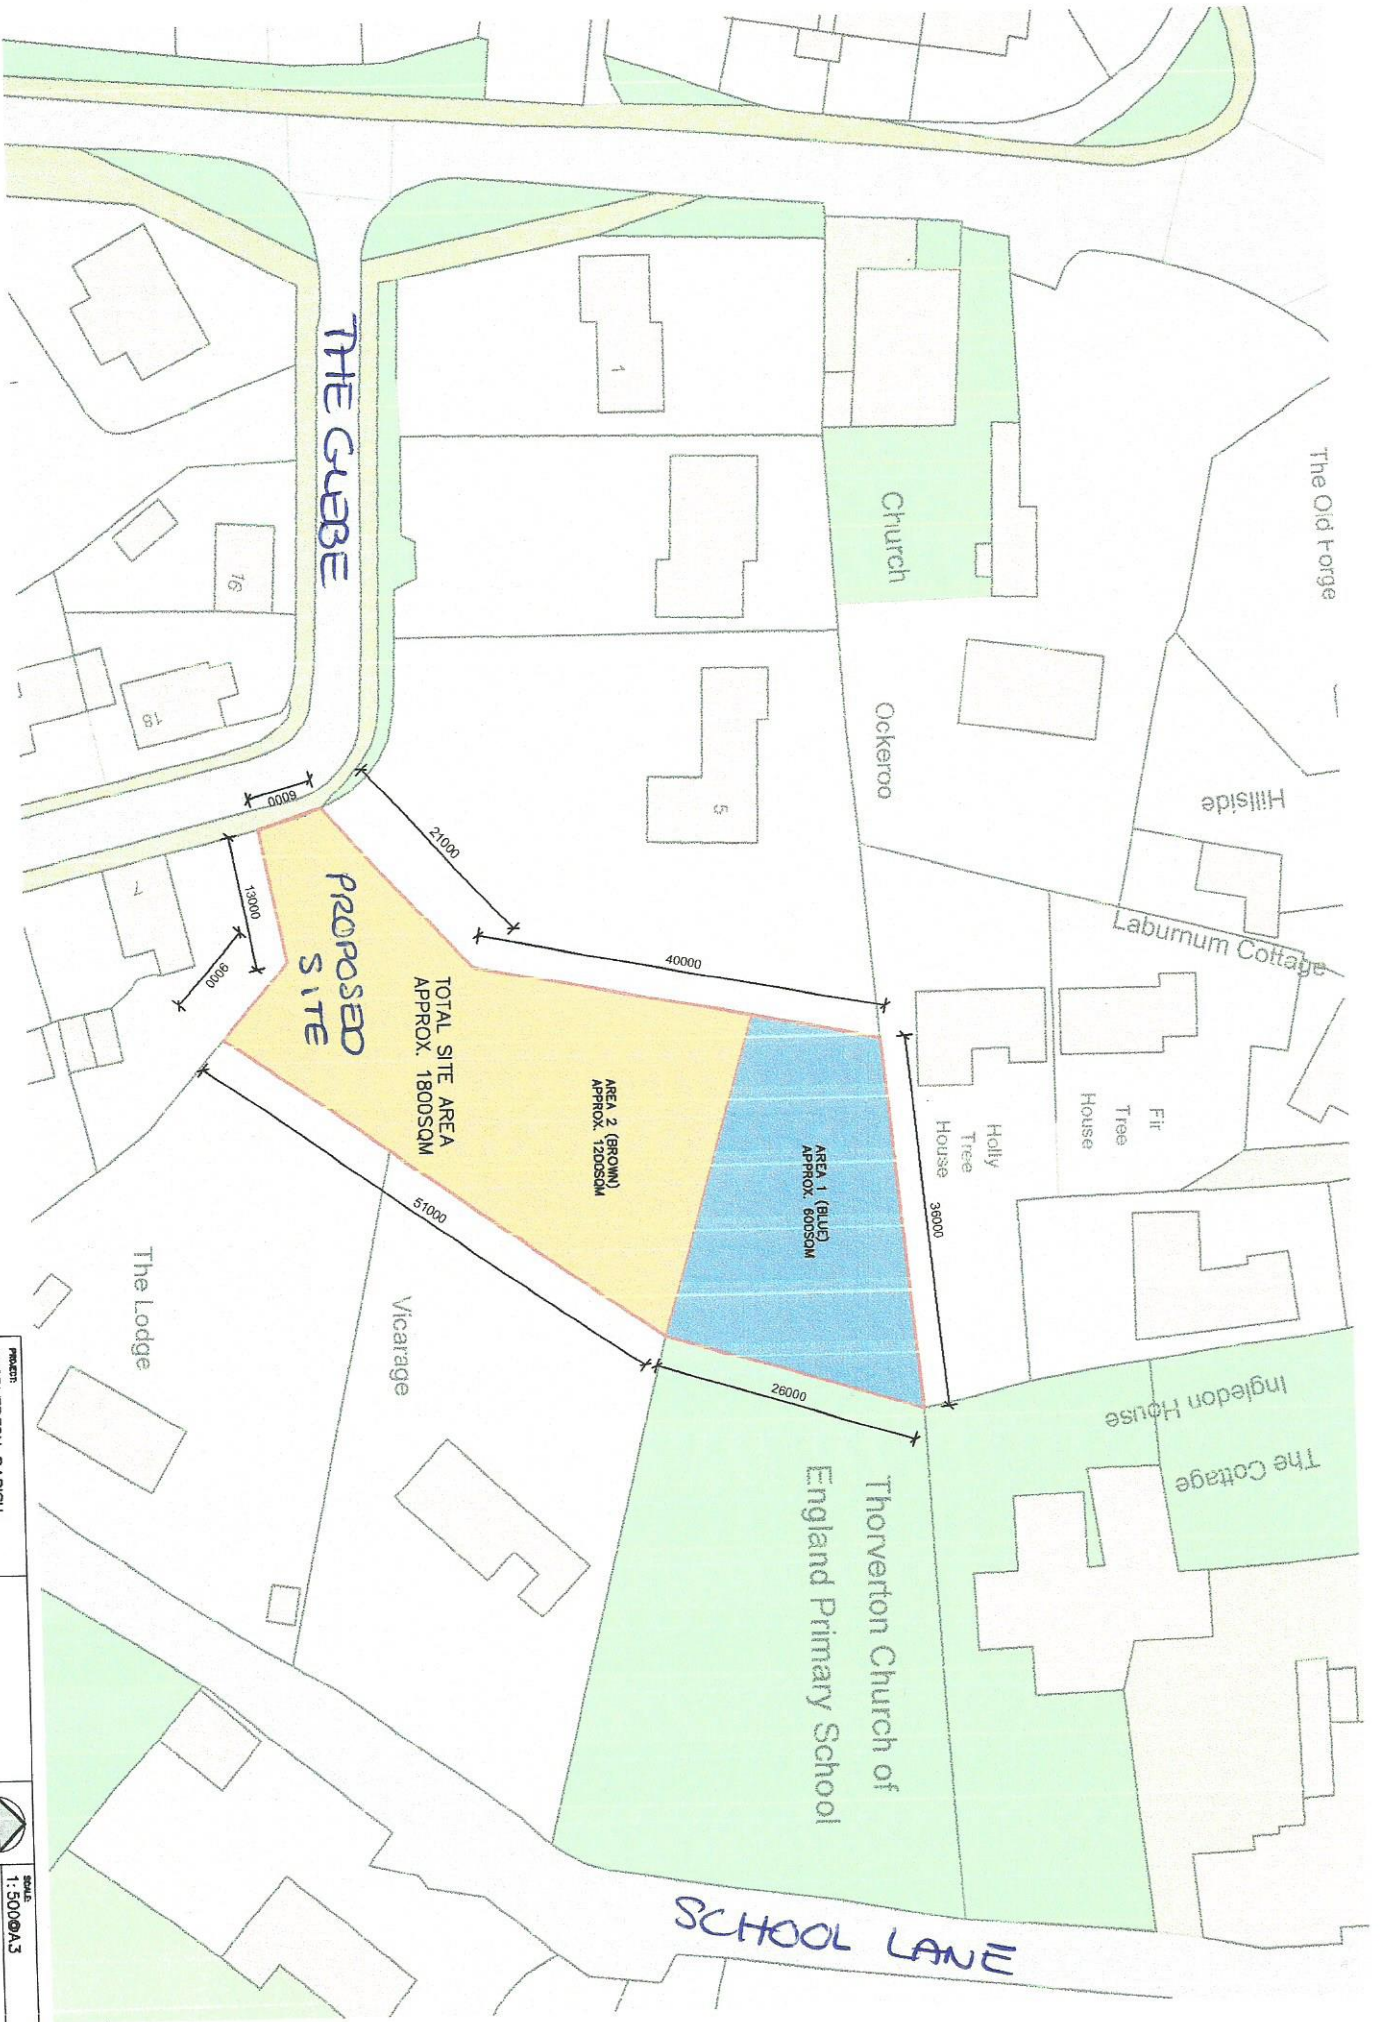 The Old Forge
Hillside
Laburnum Cottage
Church
Ockeroo
1
5
THE GLEBE
16
18
7
6000
13000
9000
21000
40000
36000
51000
26000
PROPOSED
SITE
TOTAL SITE AREA
APPROX. 1800SQM
AREA 2 (BROWN)
APPROX. 1200SQM
AREA 1 (BLUE)
APPROX. 600SQM
Fir
Tree
House
Holly
Tree
House
Ingledon House
The Cottage
Thorverton Church of
England Primary School
Vicarage
The Lodge
SCHOOL LANE
PROJECT:
SCALE:
1:500@A3